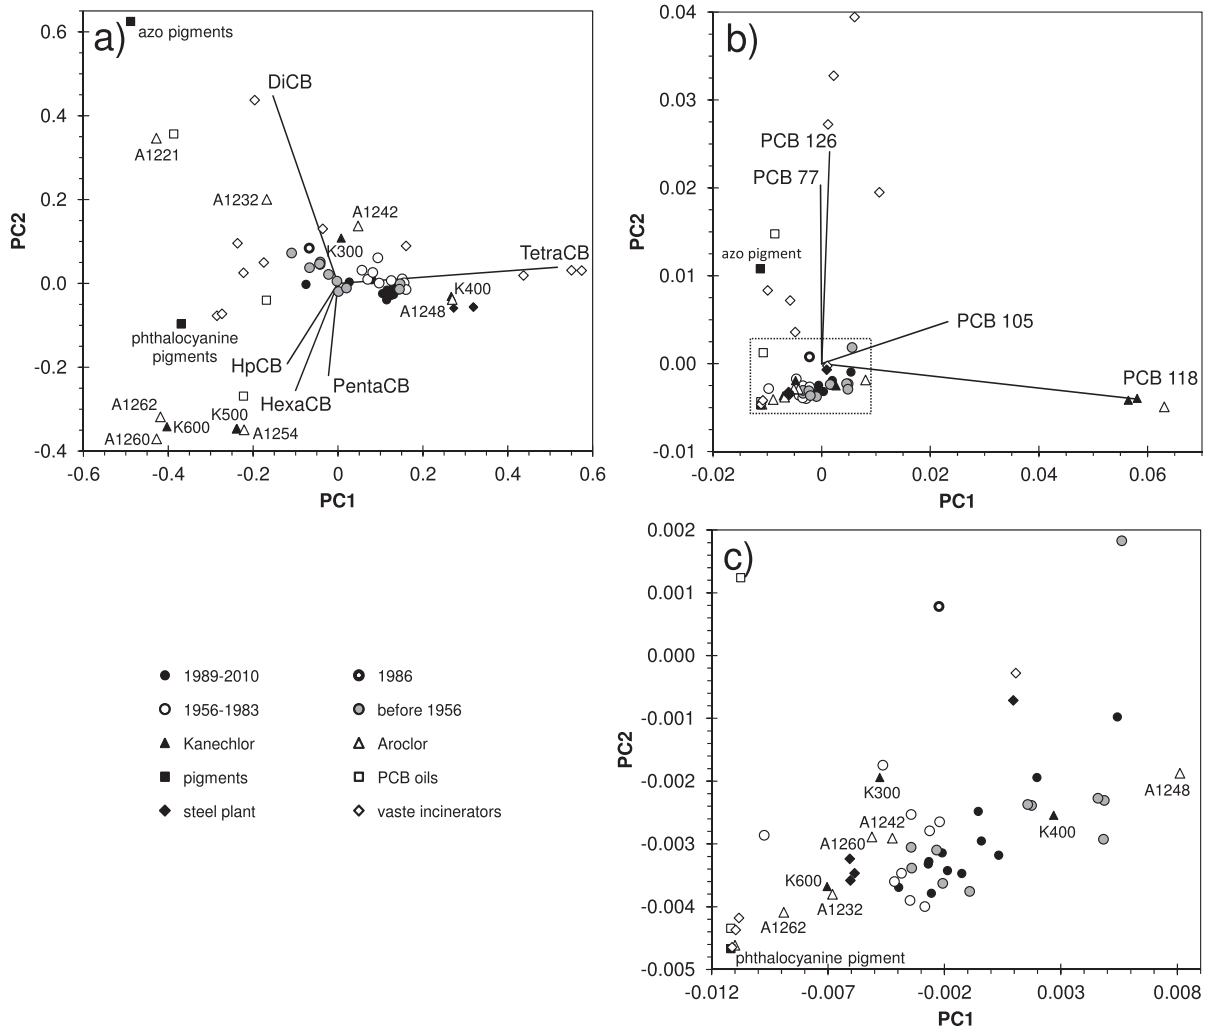 a)
0.6
0.4
0.2
0.0
-0.2
-0.4
PC2
azo pigments
DiCB
A1221
A1232
A1242
K300
TetraCB
K400
A1248
phthalocyanine
pigments
HpCB
PentaCB
HexaCB
A1262
K500
K600
A1254
A1260
-0.6
-0.4
-0.2
0
0.2
0.4
0.6
PC1
b)
0.04
0.03
0.02
0.01
0.00
-0.01
PC2
PCB 126
PCB 77
azo pigment
PCB 105
PCB 118
-0.02
0
0.02
0.04
0.06
PC1
c)
0.002
0.001
0.000
-0.001
-0.002
-0.003
-0.004
-0.005
PC2
K300
A1248
A1242
K400
A1260
K600
A1232
A1262
phthalocyanine pigment
-0.012
-0.007
-0.002
0.003
0.008
PC1
1989-2010
1986
1956-1983
before 1956
Kanechlor
Aroclor
pigments
PCB oils
steel plant
vaste incinerators